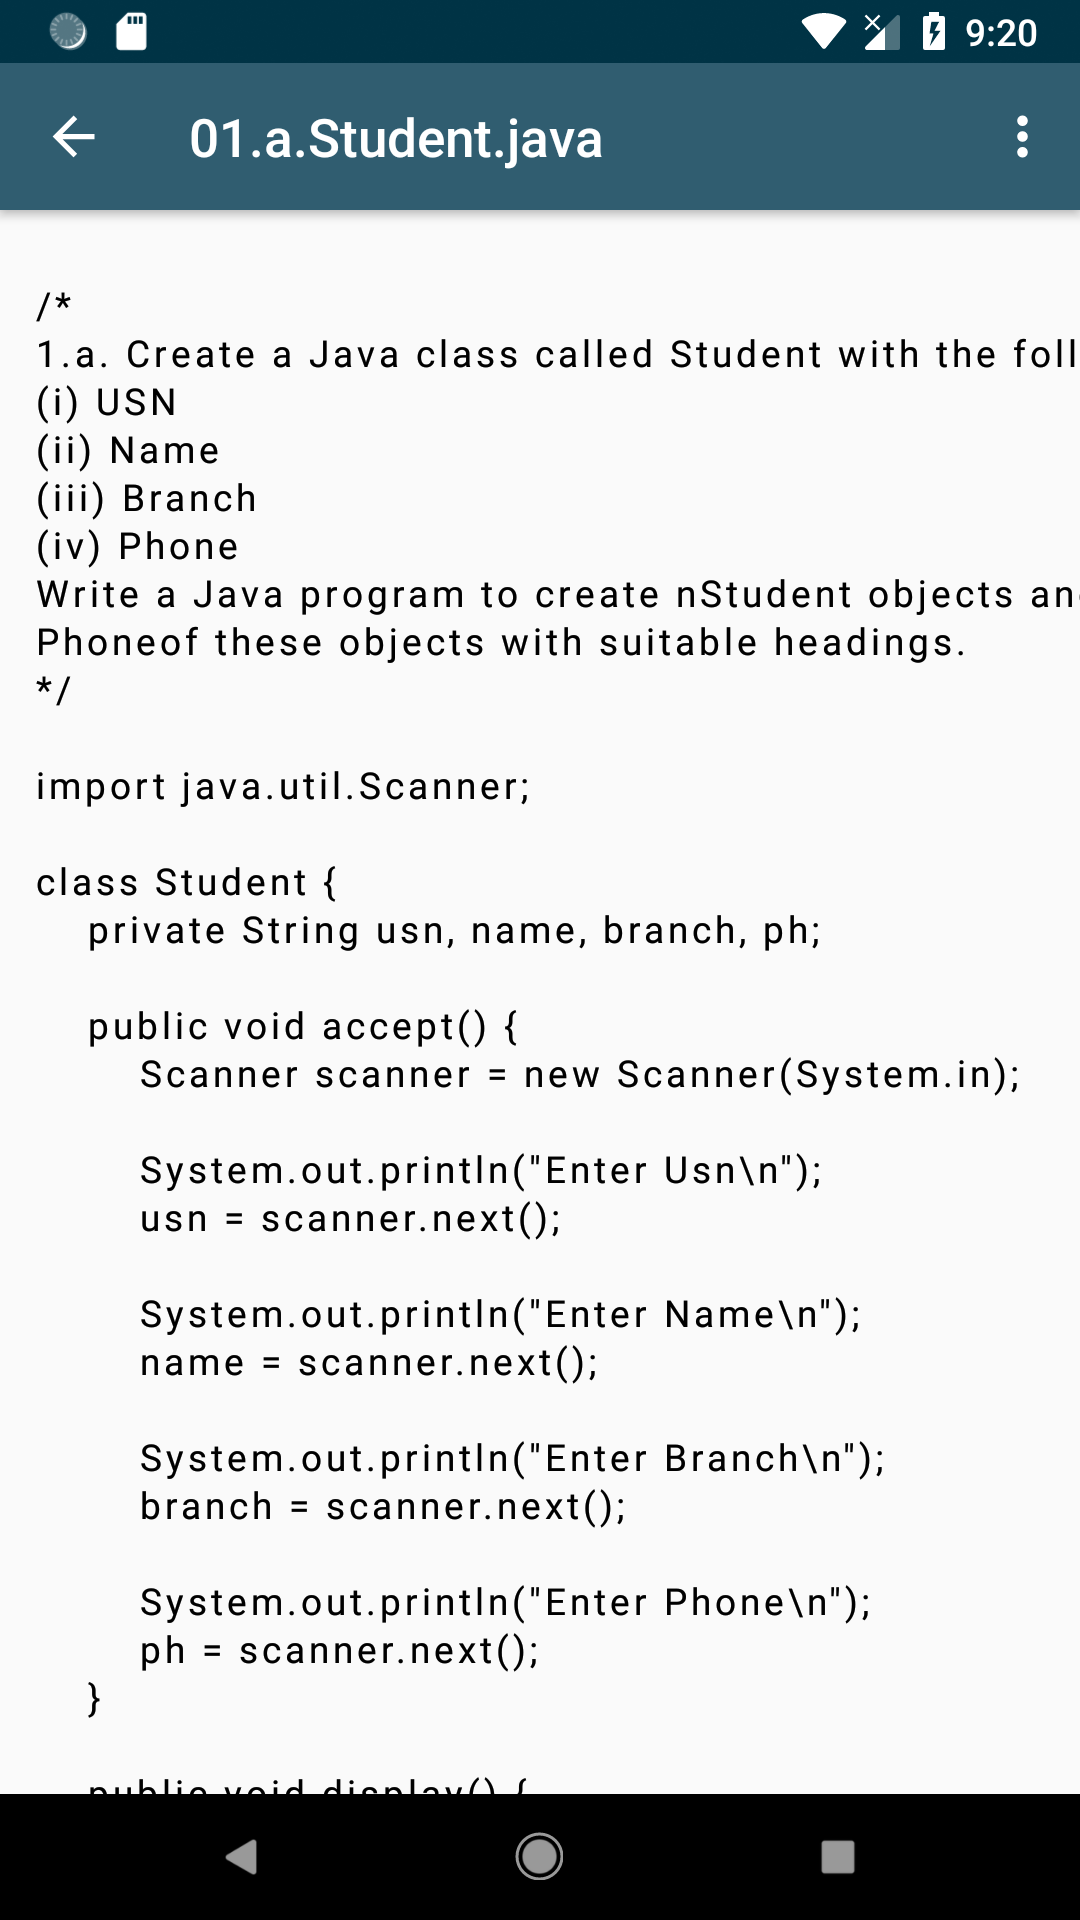 9:20
01.a.Student.java
/*
1.a. Create a Java class called Student with the foll
(i) USN
(ii) Name
(iii) Branch
(iv) Phone
Write a Java program to create nStudent objects an
Phoneof these objects with suitable headings.
*/
import java.util.Scanner;
class Student {
private String usn, name, branch, ph;
public void accept() {
Scanner scanner = new Scanner(System.in);
System.out.println("Enter Usn\n");
usn = scanner.next();
System.out.println("Enter Name\n");
name = scanner.next();
System.out.println("Enter Branch\n");
branch = scanner.next();
System.out.println("Enter Phone\n");
ph = scanner.next();
}
public void display() {